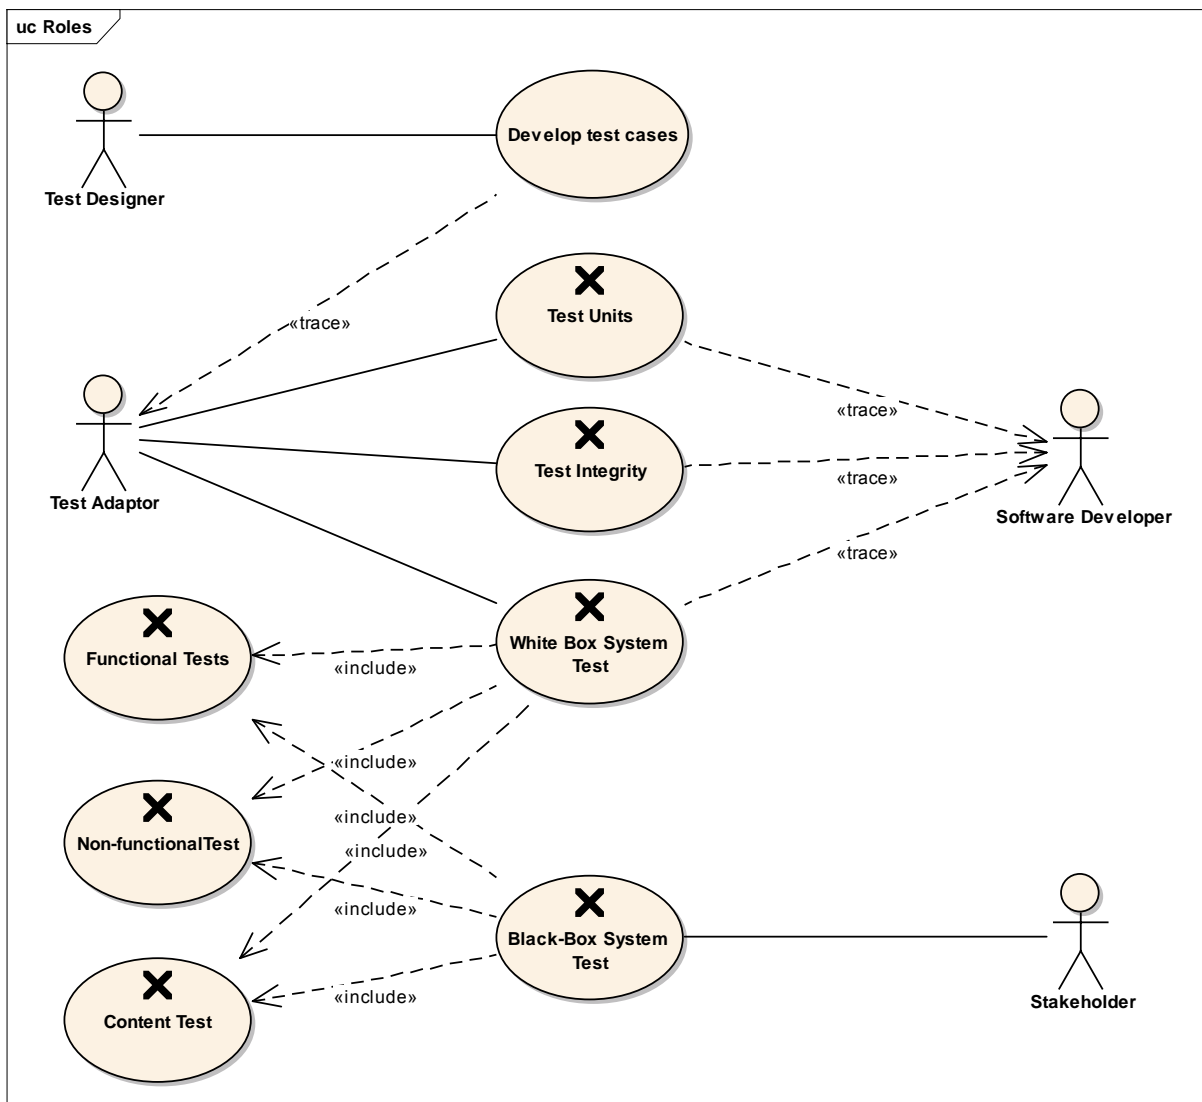 uc Roles
Develop test cases
Test Designer
Test Units
«trace»
«trace»
Test Integrity
«trace»
Test Adaptor
Software Developer
«trace»
White Box System
Test
Functional Tests
«include»
«include»
«include»
Non-functionalTest
«include»
«include»
Black-Box System
Test
«include»
Stakeholder
Content Test